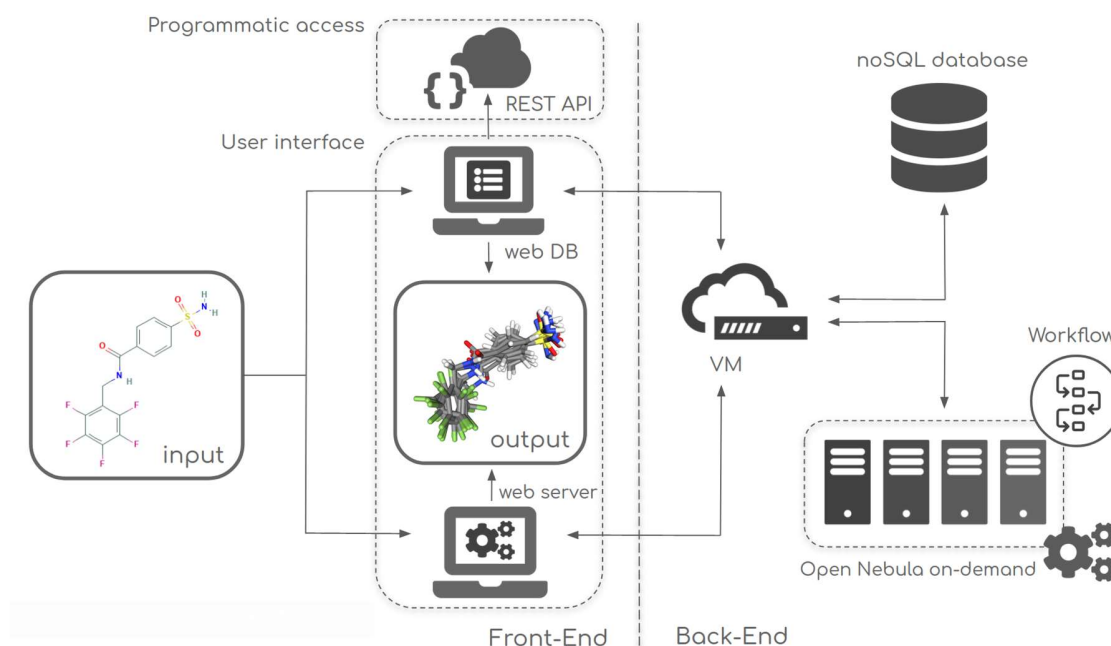 Programmatic access
{}
REST API
User interface
web DB
input
O
S
O
N
H
H
O
N
H
F
F
F
F
F
output
web server
Front-End
noSQL database
VM
Workflow
Open Nebula on-demand
Back-End